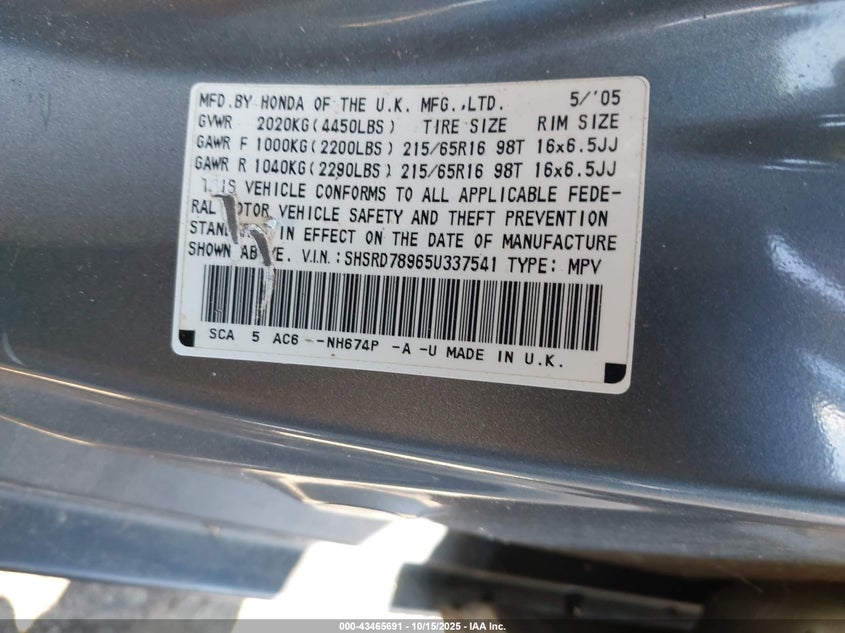 MFD.BY HONDA OF THE U.K. MFG.,LTD. 5/'05
GVWR 2020KG(4450LBS) TIRE SIZE RIM SIZE
GAWR F 1000KG(2200LBS) 215/65R16 98T 16x6.5JJ
GAWR R 1040KG(2290LBS) 215/65R16 98T 16x6.5JJ
VEHICLE CONFORMS TO ALL APPLICABLE FEDE-
RAL VEHICLE SAFETY AND THEFT PREVENTION
IN EFFECT ON THE DATE OF MANUFACTURE
SHOWN V.I.N.:SHSRD78965U337541 TYPE: MPV
SCA 5 AC6 --NH674P -A -U MADE IN U.K.
000-43465691 - 10/15/2025 - IAA Inc.